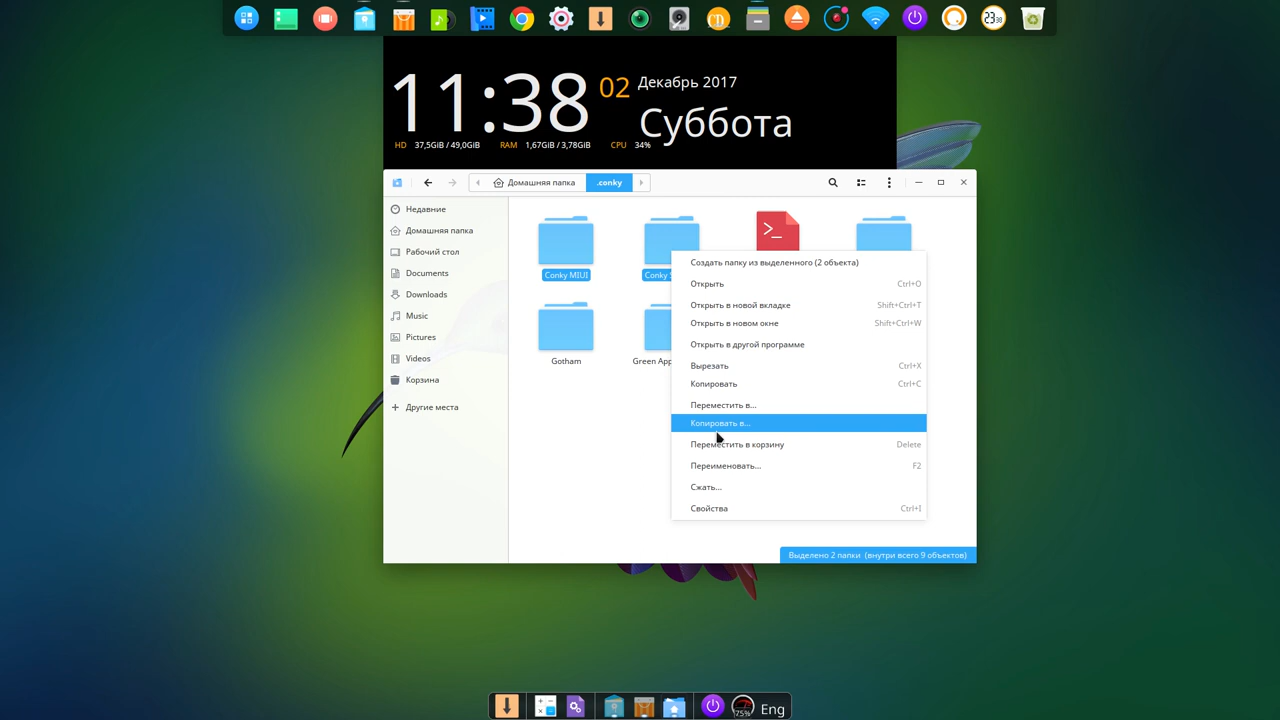 23 38
11:38 02 Декабрь 2017
Суббота
HD 37,5GiB / 49,0GiB RAM 1,67GiB / 3,78GiB CPU 34%
Домашняя папка .conky
Недавние
Домашняя папка
Рабочий стол
Documents
Downloads
Music
Pictures
Videos
Корзина
Другие места
Conky MIUI
Conky
Gotham
Green
Создать папку из выделенного (2 объекта)
Открыть Ctrl+O
Открыть в новой вкладке Shift+Ctrl+T
Открыть в новом окне Shift+Ctrl+W
Открыть в другой программе
Вырезать Ctrl+X
Копировать Ctrl+C
Переместить в...
Копировать в...
Переместить в корзину Delete
Переименовать... F2
Сжать...
Свойства Ctrl+I
Выделено 2 папки (внутри всего 9 объектов)
75% Eng